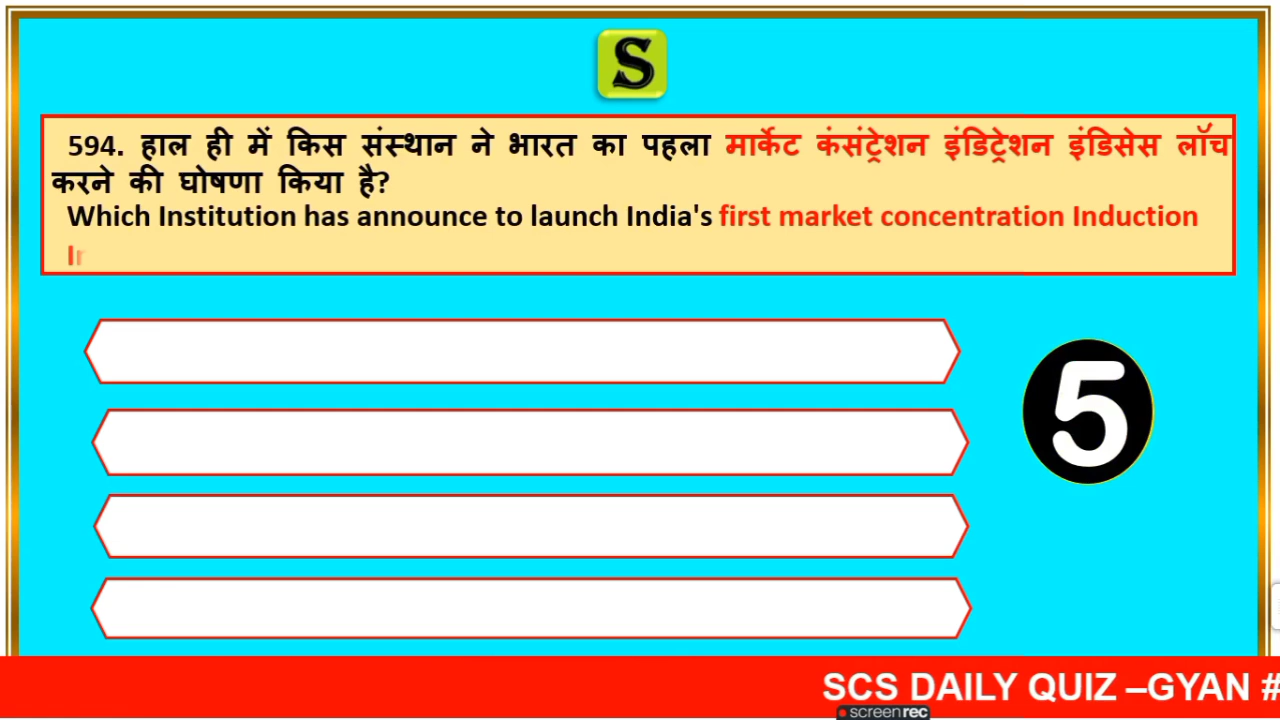 S
594. हाल ही में किस संस्थान ने भारत का पहला मार्केट कंसंट्रेशन इंडिट्रेशन इंडिसेस लॉच
करने की घोषणा किया है?
Which Institution has announce to launch India's first market concentration Induction
5
SCS DAILY QUIZ –GYAN #
screenrec